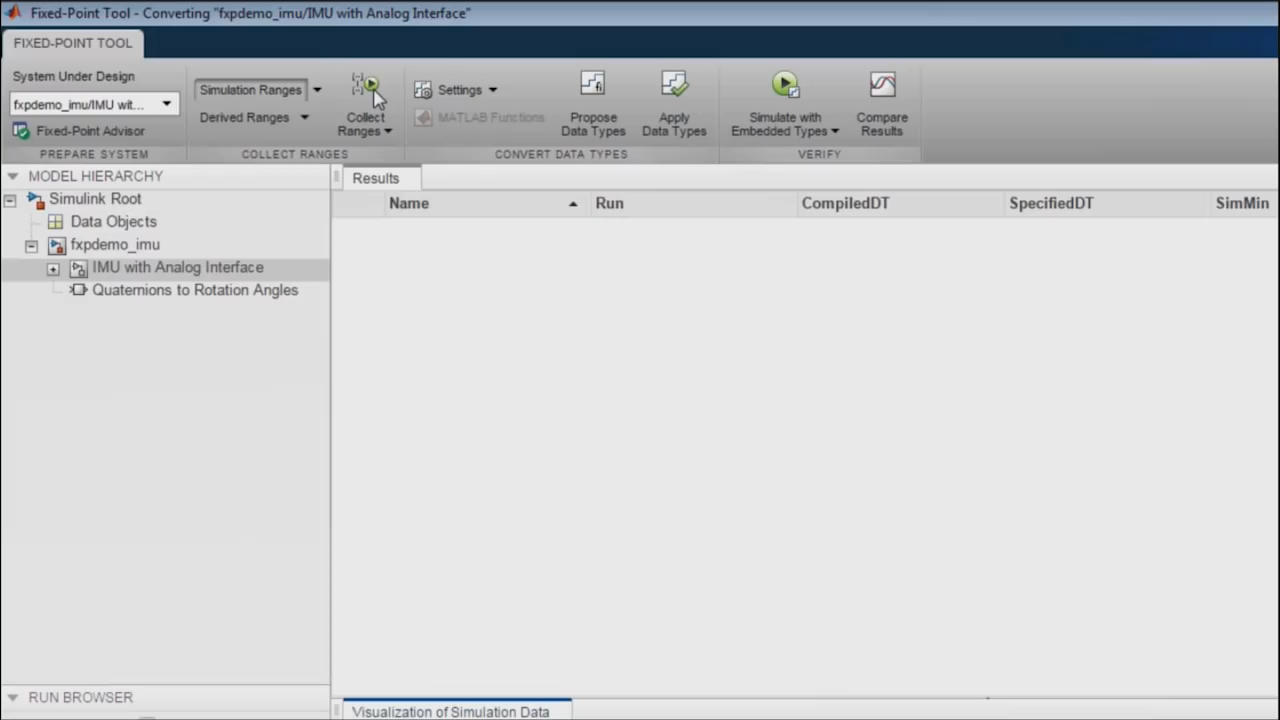 Fixed-Point Tool - Converting "fxpdemo_imu/IMU with Analog Interface"
FIXED-POINT TOOL
System Under Design
fxpdemo_imu/IMU wit...
Fixed-Point Advisor
PREPARE SYSTEM
Simulation Ranges
Derived Ranges
Collect
Ranges
COLLECT RANGES
Settings
MATLAB Functions
Propose
Data Types
Apply
Data Types
CONVERT DATA TYPES
Simulate with
Embedded Types
Compare
Results
VERIFY
MODEL HIERARCHY
Simulink Root
Data Objects
fxpdemo_imu
IMU with Analog Interface
Quaternions to Rotation Angles
RUN BROWSER
Results
Name Run CompiledDT SpecifiedDT SimMin
Visualization of Simulation Data